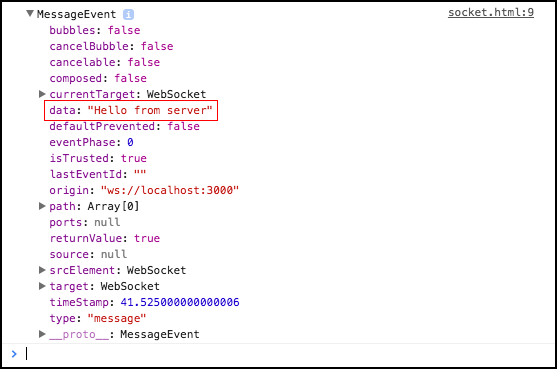 MessageEvent i socket.html:9
bubbles: false
cancelBubble: false
cancelable: false
composed: false
currentTarget: WebSocket
data: "Hello from server"
defaultPrevented: false
eventPhase: 0
isTrusted: true
lastEventId: ""
origin: "ws://localhost:3000"
path: Array[0]
ports: null
returnValue: true
source: null
srcElement: WebSocket
target: WebSocket
timeStamp: 41.525000000000006
type: "message"
__proto__: MessageEvent